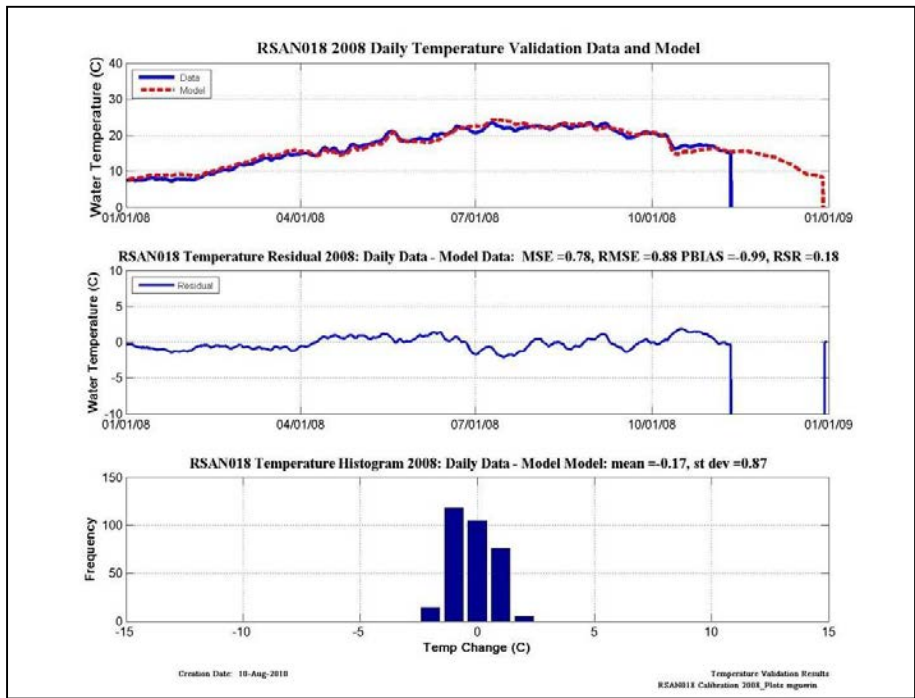 RSAN018 2008 Daily Temperature Validation Data and Model
Water Temperature (C)
40
30
20
10
0
Data
Model
01/01/08
04/01/08
07/01/08
10/01/08
01/01/09
RSAN018 Temperature Residual 2008: Daily Data - Model Data: MSE =0.78, RMSE =0.88 PBIAS =-0.99, RSR =0.18
Water Temperature (C)
10
5
0
-5
-10
Residual
01/01/08
04/01/08
07/01/08
10/01/08
01/01/09
RSAN018 Temperature Histogram 2008: Daily Data - Model Model: mean =-0.17, st dev =0.87
Frequency
150
100
50
0
-15
-10
-5
0
5
10
15
Temp Change (C)
Creation Date: 10-Aug-2010
Temperature Validation Results
RSAN018 Calibration 2008_Plots mguerin